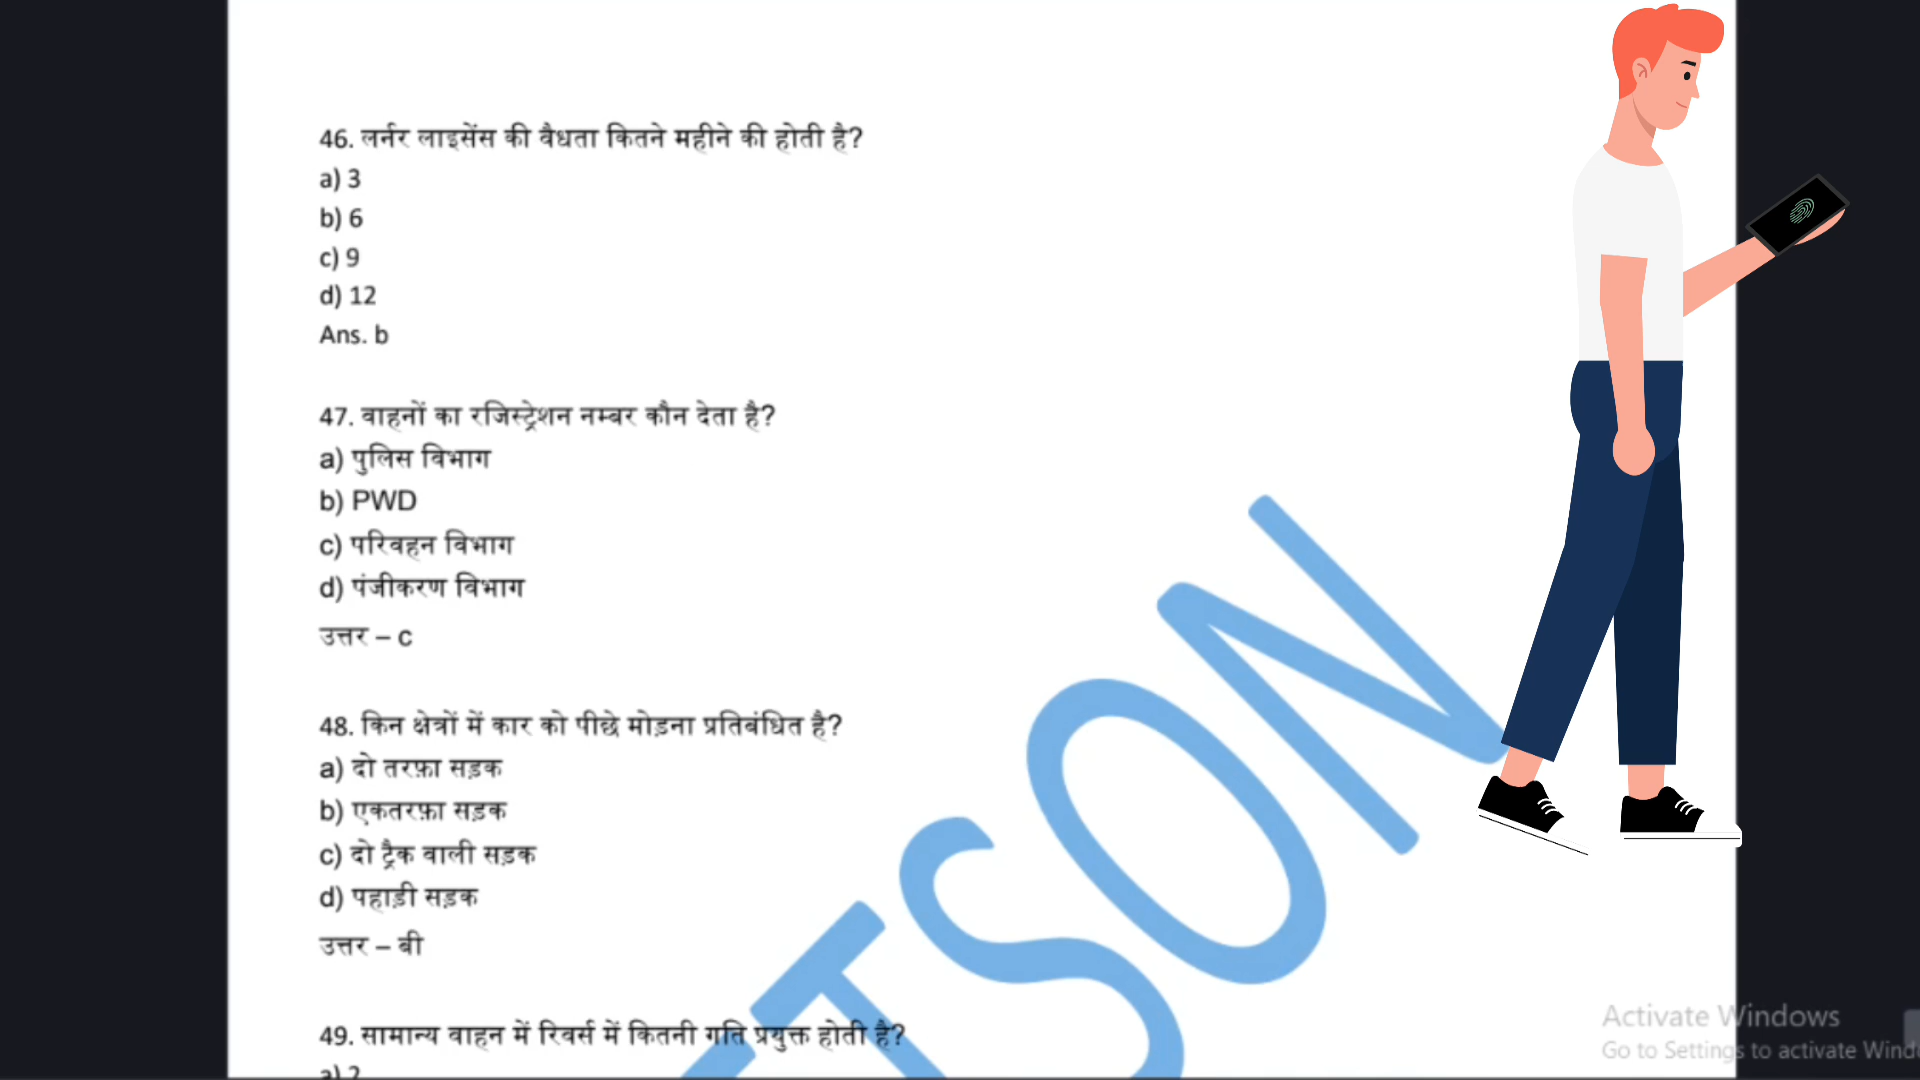 46. लर्नर लाइसेंस की वैधता कितने महीने की होती है?
a) 3
b) 6
c) 9
d) 12
Ans. b
47. वाहनों का रजिस्ट्रेशन नम्बर कौन देता है?
a) पुलिस विभाग
b) PWD
c) परिवहन विभाग
d) पंजीकरण विभाग
उत्तर – c
48. किन क्षेत्रों में कार को पीछे मोड़ना प्रतिबंधित है?
a) दो तरफ़ा सड़क
b) एकतरफ़ा सड़क
c) दो ट्रैक वाली सड़क
d) पहाड़ी सड़क
उत्तर – बी
49. सामान्य वाहन में रिवर्स में कितनी गति प्रयुक्त होती है?
a) 2
TSON
Activate Windows
Go to Settings to activate Wind